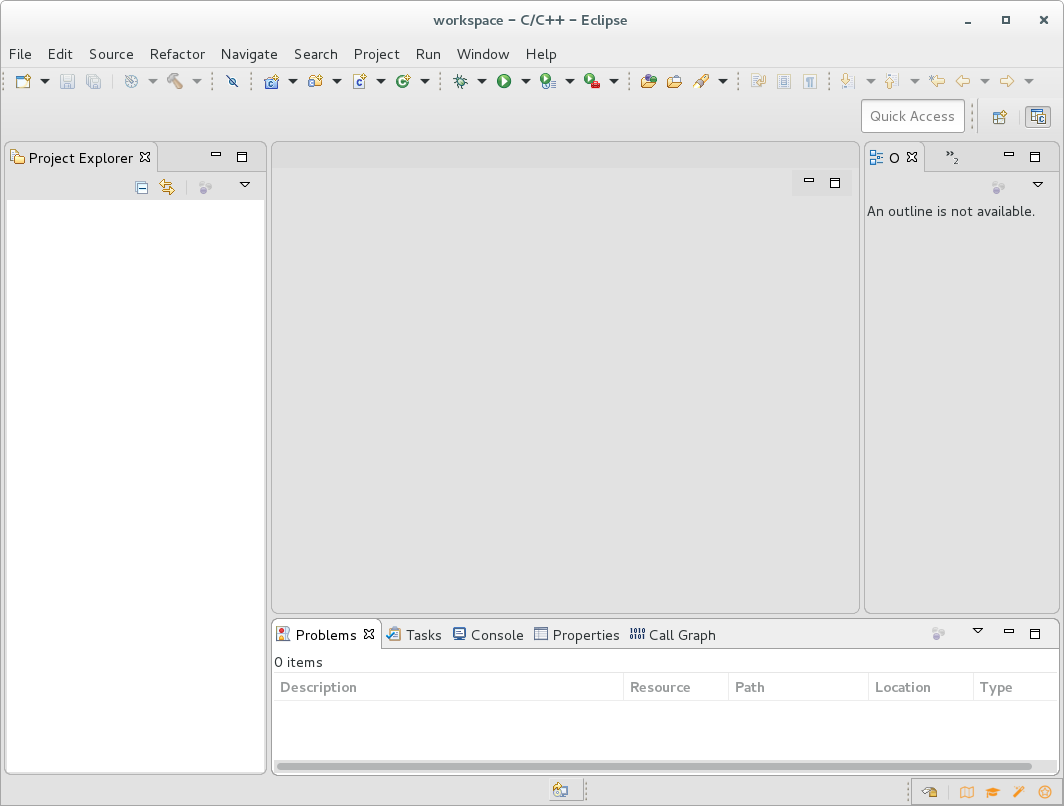 workspace – C/C++ – Eclipse
File Edit Source Refactor Navigate Search Project Run Window Help
Quick Access
Project Explorer
O
»2
An outline is not available.
Problems Tasks Console Properties Call Graph
0 items
Description Resource Path Location Type